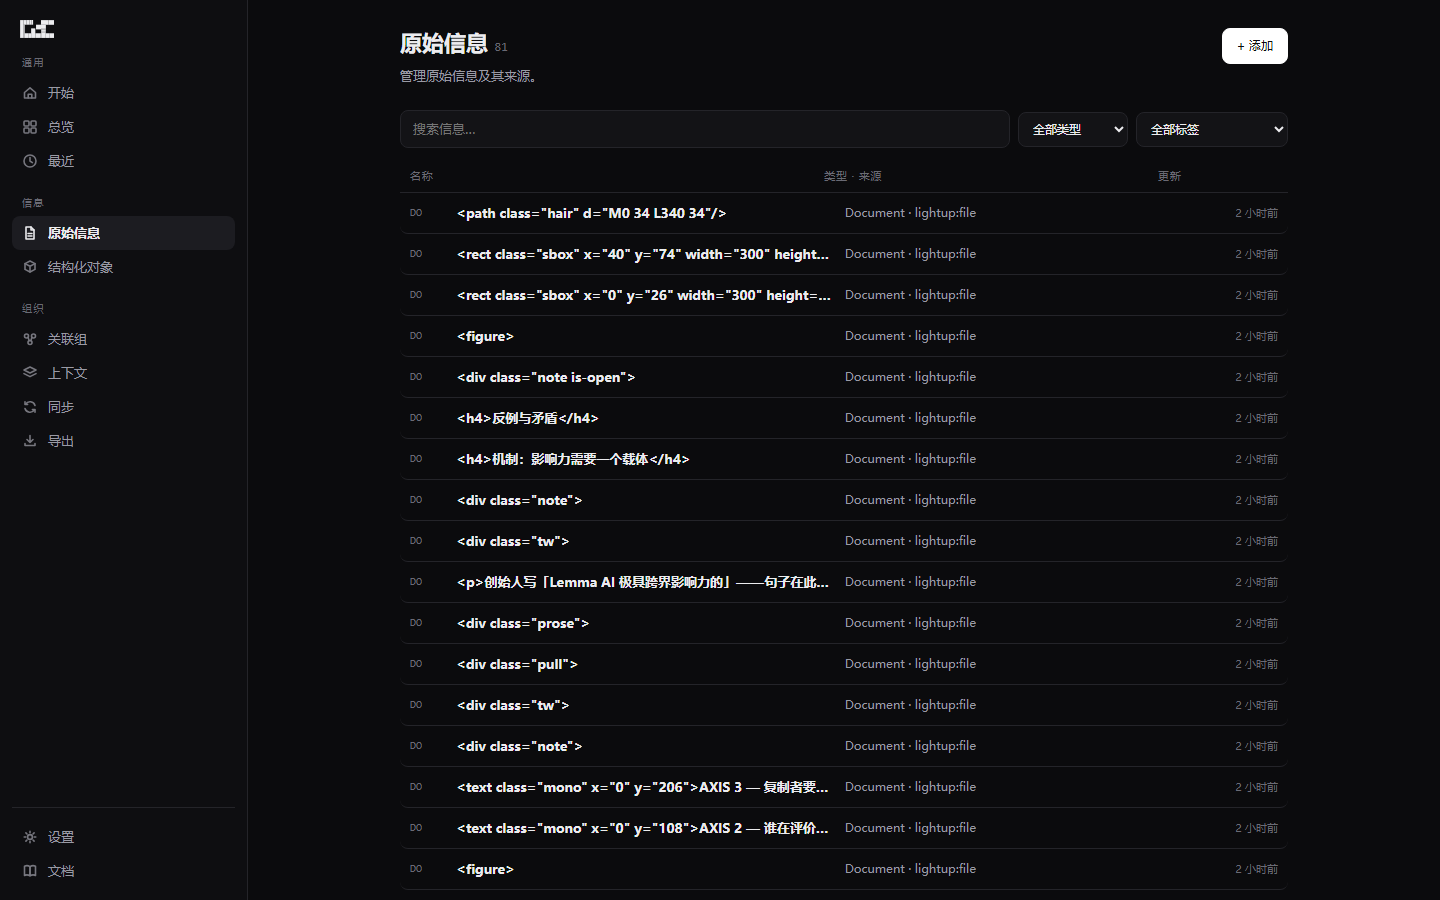 通用
开始
总览
最近
信息
原始信息
结构化对象
组织
关联组
上下文
同步
导出
设置
文档
原始信息 81
管理原始信息及其来源。
+ 添加
搜索信息...
全部类型
全部标签
名称 类型 · 来源 更新
DO <path class="hair" d="M0 34 L340 34"/> Document · lightup:file 2 小时前
DO <rect class="sbox" x="40" y="74" width="300" height... Document · lightup:file 2 小时前
DO <rect class="sbox" x="0" y="26" width="300" height=... Document · lightup:file 2 小时前
DO <figure> Document · lightup:file 2 小时前
DO <div class="note is-open"> Document · lightup:file 2 小时前
DO <h4>反例与矛盾</h4> Document · lightup:file 2 小时前
DO <h4>机制：影响力需要一个载体</h4> Document · lightup:file 2 小时前
DO <div class="note"> Document · lightup:file 2 小时前
DO <div class="tw"> Document · lightup:file 2 小时前
DO <p>创始人写「Lemma AI 极具跨界影响力的」——句子在此... Document · lightup:file 2 小时前
DO <div class="prose"> Document · lightup:file 2 小时前
DO <div class="pull"> Document · lightup:file 2 小时前
DO <div class="tw"> Document · lightup:file 2 小时前
DO <div class="note"> Document · lightup:file 2 小时前
DO <text class="mono" x="0" y="206">AXIS 3 — 复制者要... Document · lightup:file 2 小时前
DO <text class="mono" x="0" y="108">AXIS 2 — 谁在评价... Document · lightup:file 2 小时前
DO <figure> Document · lightup:file 2 小时前